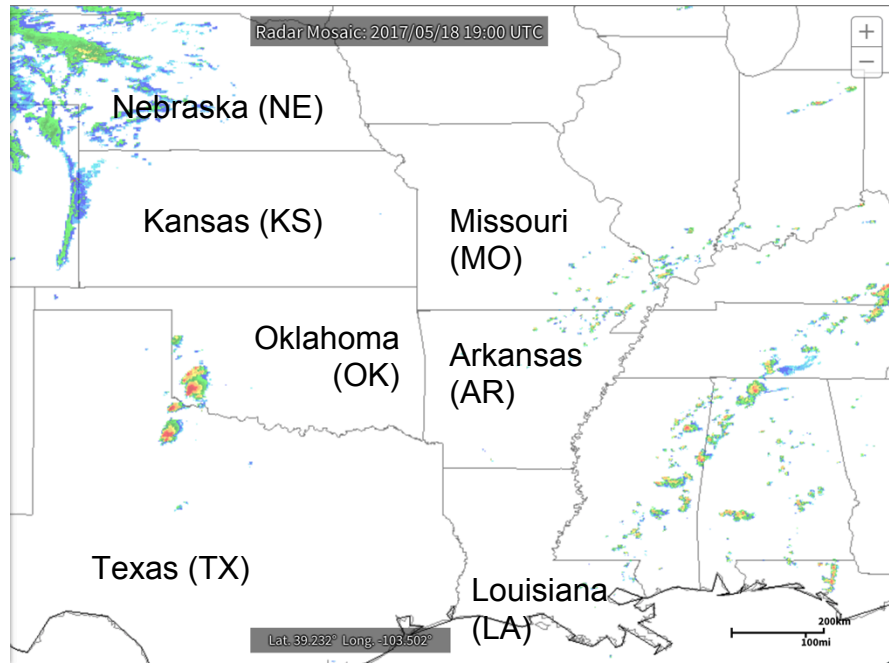 Radar Mosaic: 2017/05/18 19:00 UTC
+
−
Nebraska (NE)
Kansas (KS)
Missouri
(MO)
Oklahoma
(OK)
Arkansas
(AR)
Texas (TX)
Louisiana
(LA)
200km
100mi
Lat. 39.232° Long. -103.502°